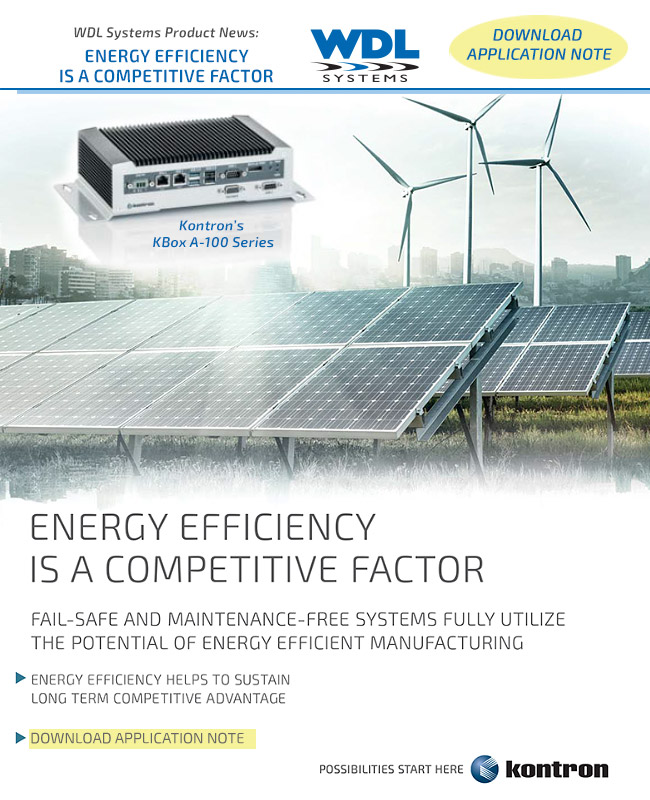 WDL Systems Product News:
ENERGY EFFICIENCY
IS A COMPETITIVE FACTOR
WDL
SYSTEMS
DOWNLOAD
APPLICATION NOTE
Kontron's
KBox A-100 Series
ENERGY EFFICIENCY
IS A COMPETITIVE FACTOR
FAIL-SAFE AND MAINTENANCE-FREE SYSTEMS FULLY UTILIZE
THE POTENTIAL OF ENERGY EFFICIENT MANUFACTURING
ENERGY EFFICIENCY HELPS TO SUSTAIN
LONG TERM COMPETITIVE ADVANTAGE
DOWNLOAD APPLICATION NOTE
POSSIBILITIES START HERE kontron